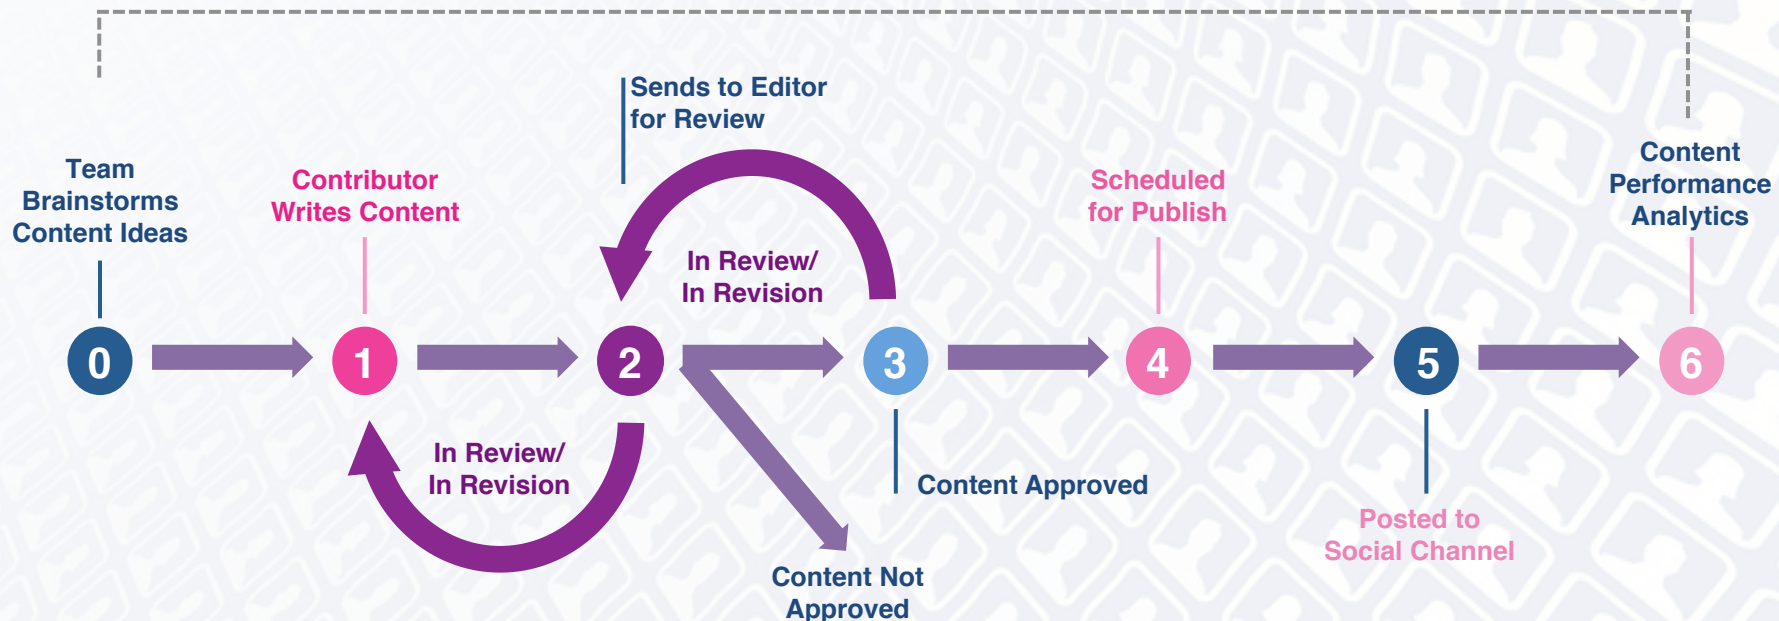 Team
Brainstorms
Content Ideas
Contributor
Writes Content
Sends to Editor
for Review
In Review/
In Revision
Scheduled
for Publish
Content
Performance
Analytics
0
1
2
3
4
5
6
In Review/
In Revision
Content Approved
Content Not
Approved
Posted to
Social Channel